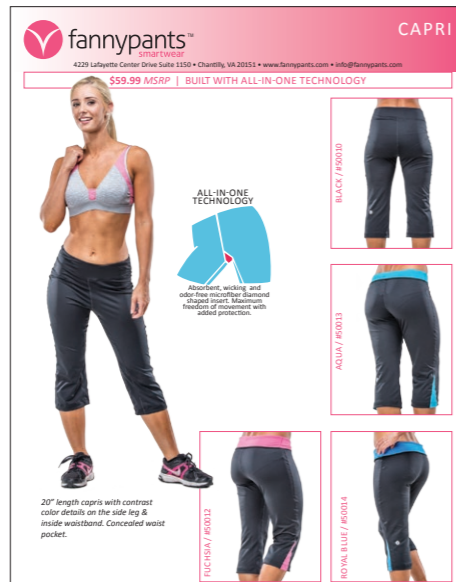 fannypants™
smartwear
CAPRI
4229 Lafayette Center Drive Suite 1150 • Chantilly, VA 20151 • www.fannypants.com • info@fannypants.com
$59.99 MSRP | BUILT WITH ALL-IN-ONE TECHNOLOGY
BLACK / #50010
ALL-IN-ONE
TECHNOLOGY
Absorbent, wicking and
odor-free microfiber diamond
shaped insert. Maximum
freedom of movement with
added protection.
AQUA / #50013
20” length capris with contrast
color details on the side leg &
inside waistband. Concealed waist
pocket.
FUCHSIA / #50012
ROYAL BLUE / #50014